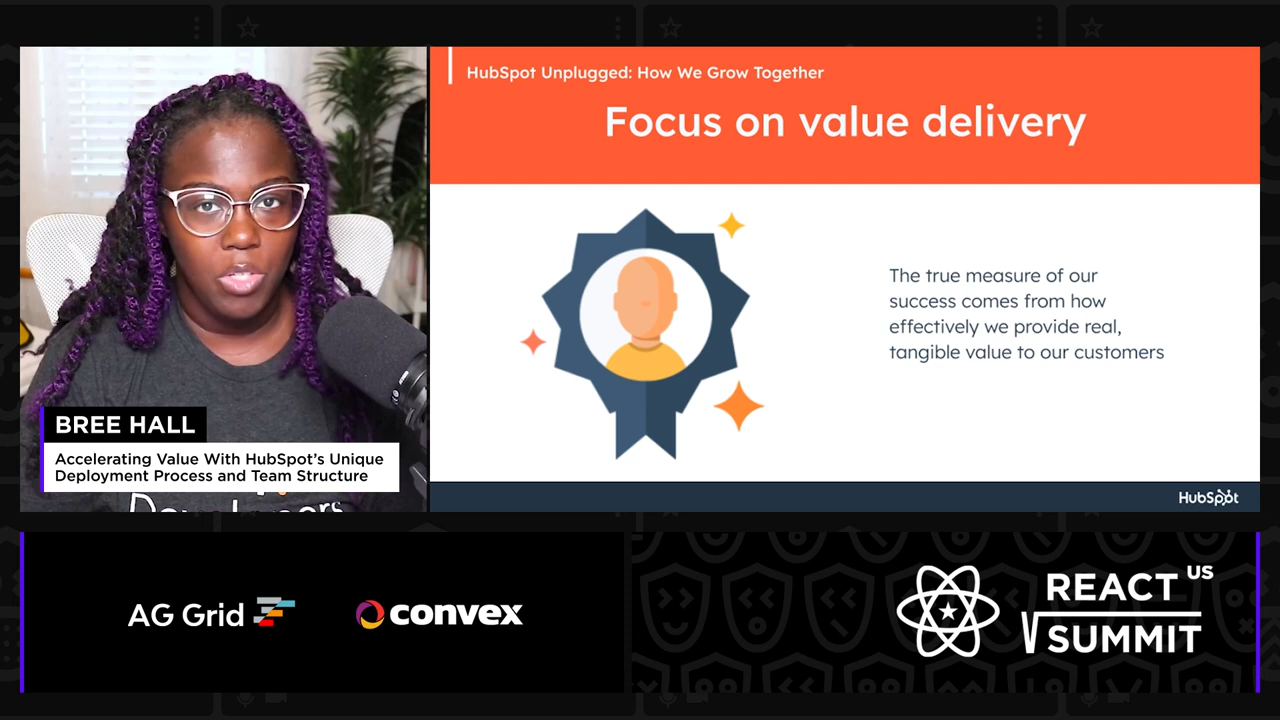 HubSpot Unplugged: How We Grow Together
Focus on value delivery
The true measure of our
success comes from how
effectively we provide real,
tangible value to our customers
HubSpot
BREE HALL
Accelerating Value With HubSpot's Unique
Deployment Process and Team Structure
Developers
AG Grid
convex
REACT US
SUMMIT